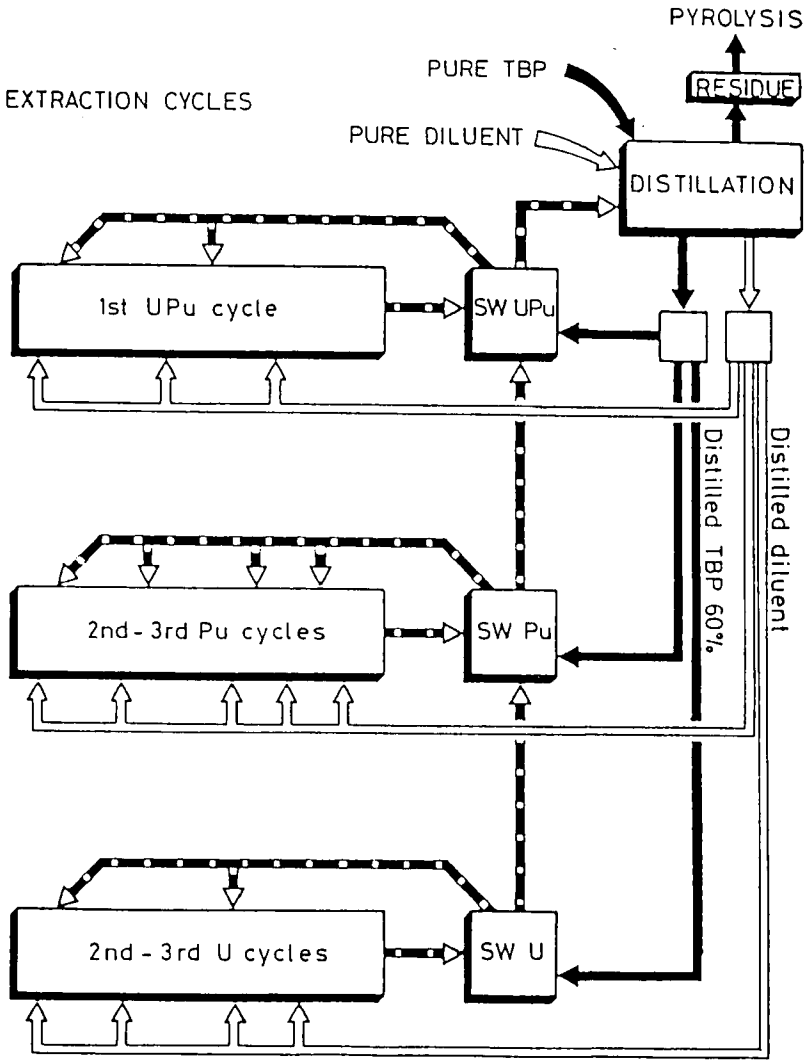 PYROLYSIS
RESIDUE
PURE TBP
EXTRACTION CYCLES
PURE DILUENT
DISTILLATION
1st UPu cycle
SW UPu
Distilled TBP 60%
Distilled diluent
2nd-3rd Pu cycles
SW Pu
2nd-3rd U cycles
SW U